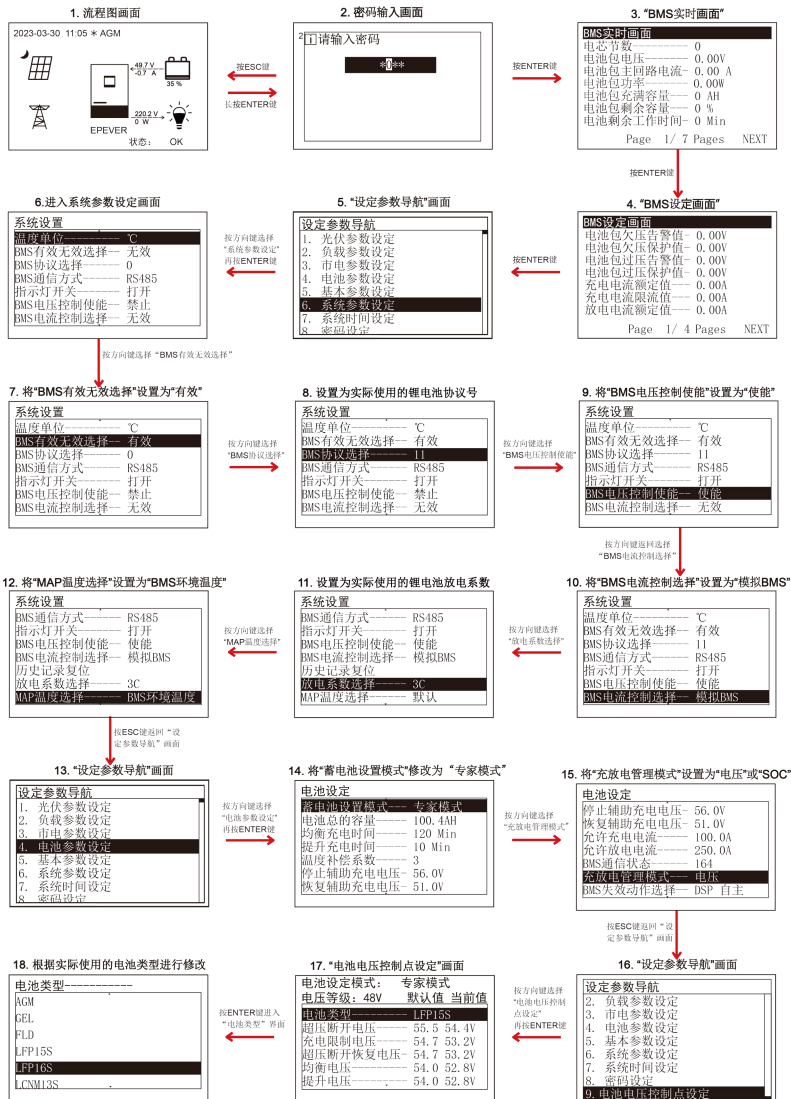 1. 流程图画面
2023-03-30 11:05 ＊ AGM
49.7 V
-0.7 A
35 %
220.2 V
0 W
EPEVER
状态： OK
按ESC键
长按ENTER键
2. 密码输入画面
请输入密码
*0**
按ENTER键
3. “BMS实时画面”
BMS实时画面
电芯节数--------- 0
电池包电压------- 0.00V
电池包主回路电流- 0.00 A
电池包功率------- 0.00W
电池包充满容量--- 0 AH
电池包剩余容量--- 0 %
电池剩余工作时间- 0 Min
Page 1/ 7 Pages NEXT
按ENTER键
4. “BMS设定画面”
BMS设定画面
电池包欠压告警值- 0.00V
电池包欠压保护值- 0.00V
电池包过压告警值- 0.00V
电池包过压保护值- 0.00V
充电电流额定值--- 0.00A
充电电流限流值--- 0.00A
放电电流额定值--- 0.00A
Page 1/ 4 Pages NEXT
按ENTER键
5. “设定参数导航”画面
设定参数导航
1. 光伏参数设定
2. 负载参数设定
3. 市电参数设定
4. 电池参数设定
5. 基本参数设定
6. 系统参数设定
7. 系统时间设定
8. 密码设定
按方向键选择
“系统参数设定”
再按ENTER键
6.进入系统参数设定画面
系统设置
温度单位--------- ℃
BMS有效无效选择-- 无效
BMS协议选择------ 0
BMS通信方式------ RS485
指示灯开关------- 打开
BMS电压控制使能-- 禁止
BMS电流控制选择-- 无效
按方向键选择“BMS有效无效选择”
7. 将“BMS有效无效选择”设置为“有效”
系统设置
温度单位--------- ℃
BMS有效无效选择-- 有效
BMS协议选择------ 0
BMS通信方式------ RS485
指示灯开关------- 打开
BMS电压控制使能-- 禁止
BMS电流控制选择-- 无效
按方向键选择
“BMS协议选择”
8. 设置为实际使用的锂电池协议号
系统设置
温度单位--------- ℃
BMS有效无效选择-- 有效
BMS协议选择------ 11
BMS通信方式------ RS485
指示灯开关------- 打开
BMS电压控制使能-- 禁止
BMS电流控制选择-- 无效
按方向键选择
“BMS电压控制使能”
9. 将“BMS电压控制使能”设置为“使能”
系统设置
温度单位--------- ℃
BMS有效无效选择-- 有效
BMS协议选择------ 11
BMS通信方式------ RS485
指示灯开关------- 打开
BMS电压控制使能-- 使能
BMS电流控制选择-- 无效
按方向键返回选择
“BMS电流控制选择”
10. 将“BMS电流控制选择”设置为“模拟BMS”
系统设置
温度单位--------- ℃
BMS有效无效选择-- 有效
BMS协议选择------ 11
BMS通信方式------ RS485
指示灯开关------- 打开
BMS电压控制使能-- 使能
BMS电流控制选择-- 模拟BMS
按方向键选择
“放电系数选择”
11. 设置为实际使用的锂电池放电系数
系统设置
BMS通信方式------ RS485
指示灯开关------- 打开
BMS电压控制使能-- 使能
BMS电流控制选择-- 模拟BMS
历史记录复位
放电系数选择----- 3C
MAP温度选择------ 默认
按方向键选择
“MAP温度选择”
12. 将“MAP温度选择”设置为“BMS环境温度”
系统设置
BMS通信方式------ RS485
指示灯开关------- 打开
BMS电压控制使能-- 使能
BMS电流控制选择-- 模拟BMS
历史记录复位
放电系数选择----- 3C
MAP温度选择------ BMS环境温度
按ESC键返回“设
定参数导航”画面
13. “设定参数导航”画面
设定参数导航
1. 光伏参数设定
2. 负载参数设定
3. 市电参数设定
4. 电池参数设定
5. 基本参数设定
6. 系统参数设定
7. 系统时间设定
8. 密码设定
按方向键选择
“电池参数设定”
再按ENTER键
14. 将“蓄电池设置模式”修改为“专家模式”
电池设定
蓄电池设置模式--- 专家模式
电池总的容量----- 100.4AH
均衡充电时间----- 120 Min
提升充电时间----- 10 Min
温度补偿系数----- 3
停止辅助充电电压- 56.0V
恢复辅助充电电压- 51.0V
按方向键选择
“充放电管理模式”
15. 将“充放电管理模式”设置为“电压”或“SOC”
电池设定
停止辅助充电电压- 56.0V
恢复辅助充电电压- 51.0V
允许充电电流----- 100.0A
允许放电电流----- 250.0A
BMS通信状态------ 164
充放电管理模式--- 电压
BMS失效动作选择-- DSP 自主
按ESC键返回“设
定参数导航”画面
16. “设定参数导航”画面
设定参数导航
2. 负载参数设定
3. 市电参数设定
4. 电池参数设定
5. 基本参数设定
6. 系统参数设定
7. 系统时间设定
8. 密码设定
9. 电池电压控制点设定
按方向键选择
“电池电压控制
点设定”
再按ENTER键
17. “电池电压控制点设定”画面
电池设定模式： 专家模式
电压等级：48V 默认值 当前值
电池类型--------- LFP15S
超压断开电压----- 55.5 54.4V
充电限制电压----- 54.7 53.2V
超压断开恢复电压- 54.7 53.2V
均衡电压--------- 54.0 52.8V
提升电压--------- 54.0 52.8V
按ENTER键进入
“电池类型”界面
18. 根据实际使用的电池类型进行修改
电池类型-----------
AGM
GEL
FLD
LFP15S
LFP16S
LCNM13S